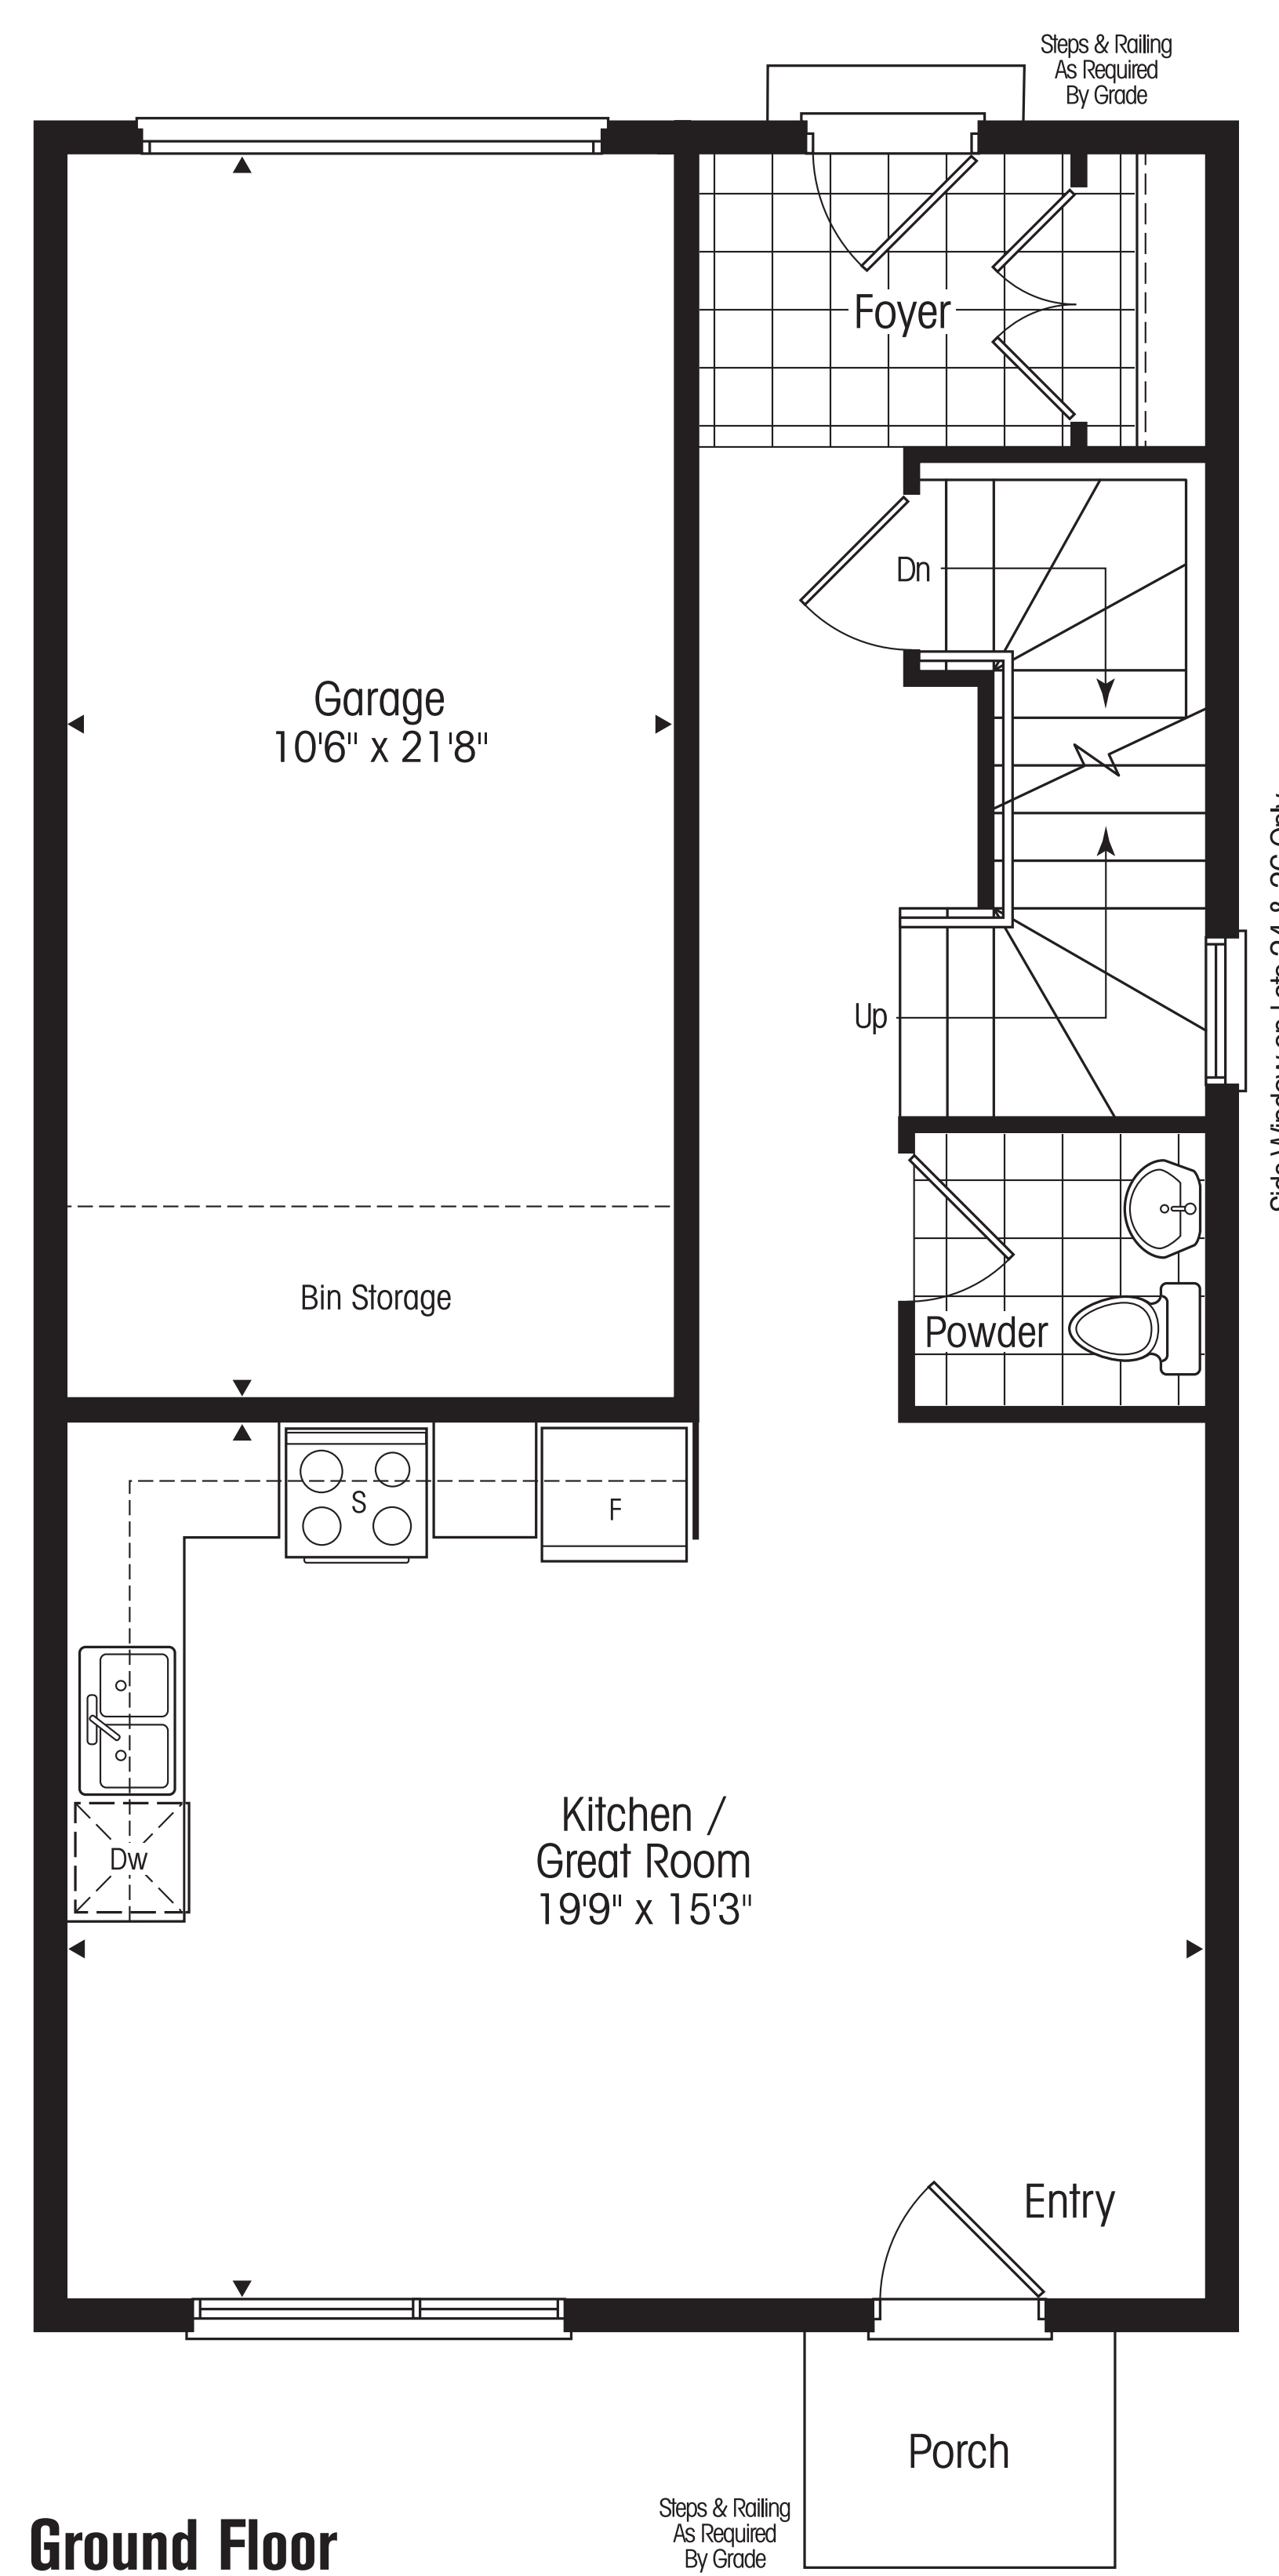 Steps & Railing
As Required
By Grade
Foyer
Dn
Garage
10'6" x 21'8"
Up
Bin Storage
Powder
S
F
Dw
Kitchen /
Great Room
19'9" x 15'3"
Entry
Porch
Steps & Railing
As Required
By Grade
Ground Floor